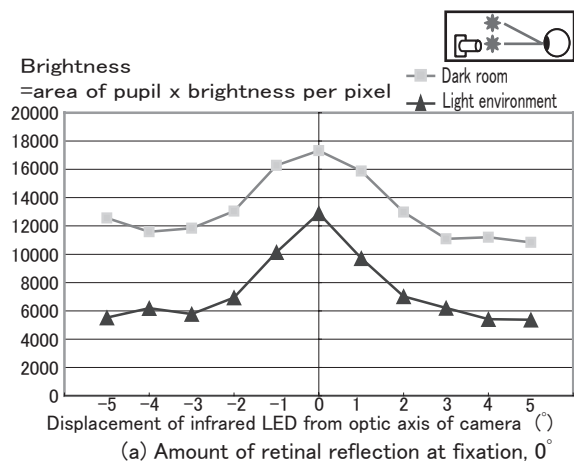 Brightness
=area of pupil x brightness per pixel
Dark room
Light environment
20000
18000
16000
14000
12000
10000
8000
6000
4000
2000
0
-5 -4 -3 -2 -1 0 1 2 3 4 5
Displacement of infrared LED from optic axis of camera (°)
(a) Amount of retinal reflection at fixation, 0°